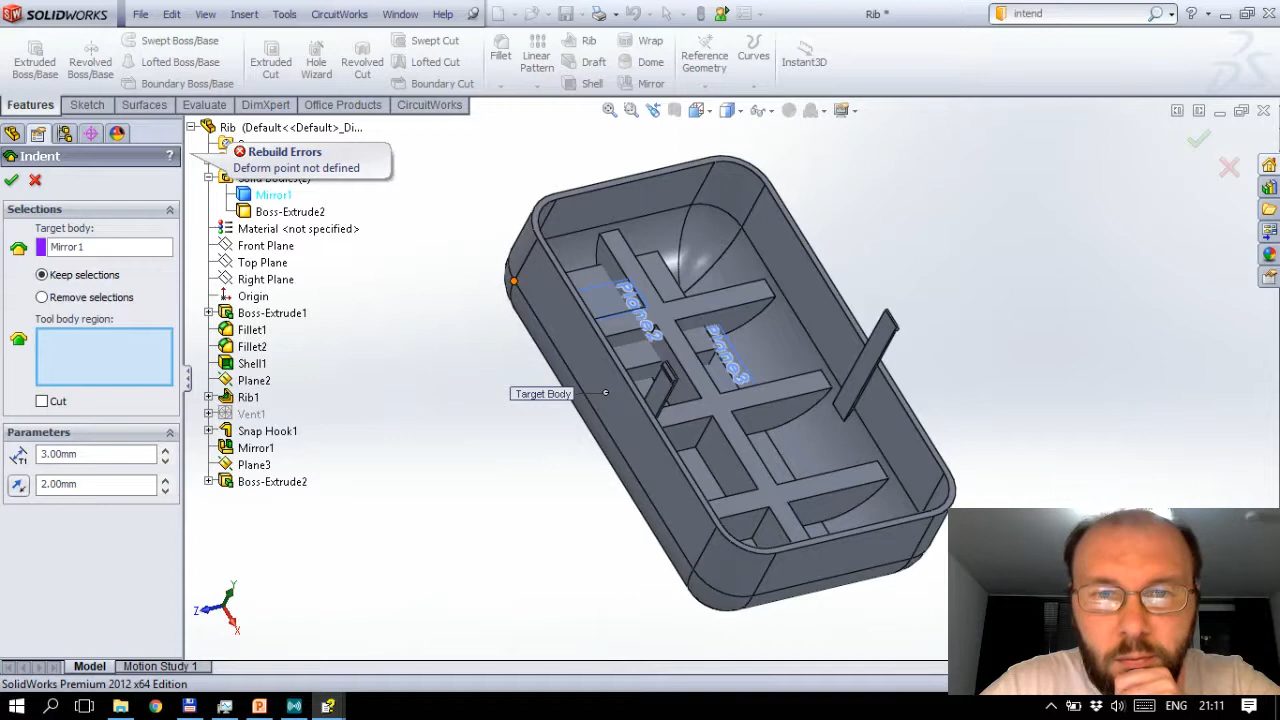 SOLIDWORKS File Edit View Insert Tools CircuitWorks Window Help Rib * intend
Extruded Boss/Base
Revolved Boss/Base
Swept Boss/Base
Lofted Boss/Base
Boundary Boss/Base
Extruded Cut
Hole Wizard
Revolved Cut
Swept Cut
Lofted Cut
Boundary Cut
Fillet
Linear Pattern
Rib
Draft
Shell
Wrap
Dome
Mirror
Reference Geometry
Curves
Instant3D
Features Sketch Surfaces Evaluate DimXpert Office Products CircuitWorks
Indent ?
Selections
Target body:
Mirror1
Keep selections
Remove selections
Tool body region:
Cut
Parameters
3.00mm
2.00mm
Rib (Default<<Default>_Di...
Rebuild Errors
Deform point not defined
Mirror1
Boss-Extrude2
Material <not specified>
Front Plane
Top Plane
Right Plane
Origin
Boss-Extrude1
Fillet1
Fillet2
Shell1
Plane2
Rib1
Vent1
Snap Hook1
Mirror1
Plane3
Boss-Extrude2
Plane2
Plane3
Target Body
Y
Z
X
Model Motion Study 1
SolidWorks Premium 2012 x64 Edition
ENG 21:11